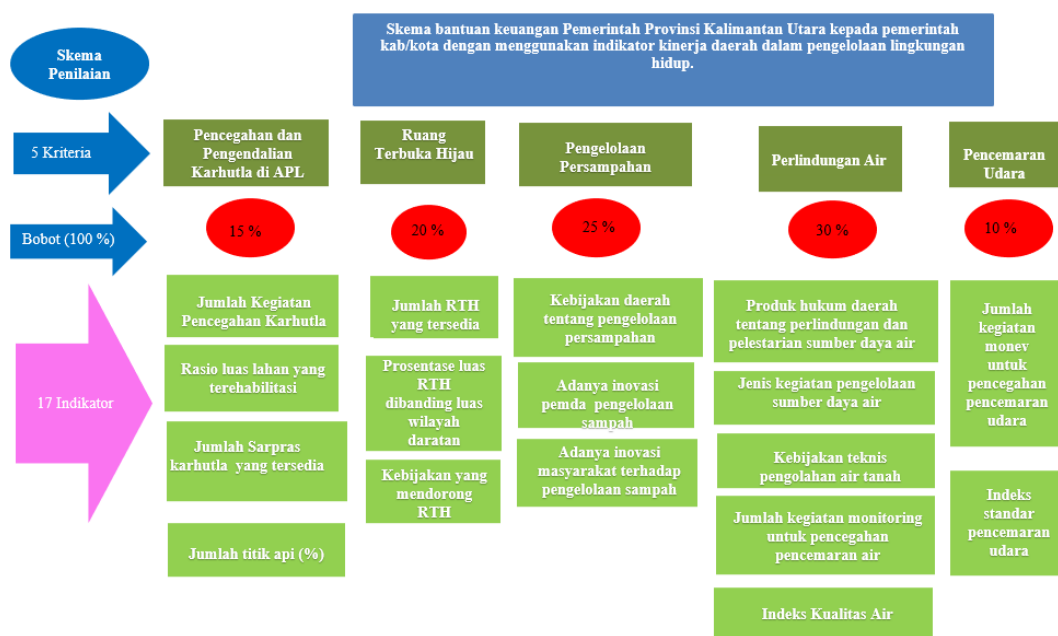 Skema
Penilaian
Skema bantuan keuangan Pemerintah Provinsi Kalimantan Utara kepada pemerintah
kab/kota dengan menggunakan indikator kinerja daerah dalam pengelolaan lingkungan
hidup.
5 Kriteria
Pencegahan dan
Pengendalian
Karhutla di APL
Ruang
Terbuka Hijau
Pengelolaan
Persampahan
Perlindungan Air
Pencemaran
Udara
Bobot (100 %)
15 %
20 %
25 %
30 %
10 %
17 Indikator
Jumlah Kegiatan
Pencegahan Karhutla
Rasio luas lahan yang
terehabilitasi
Jumlah Sarpras
karhutla yang tersedia
Jumlah titik api (%)
Jumlah RTH
yang tersedia
Prosentase luas
RTH
dibanding luas
wilayah
daratan
Kebijakan yang
mendorong
RTH
Kebijakan daerah
tentang pengelolaan
persampahan
Adanya inovasi
pemda pengelolaan
sampah
Adanya inovasi
masyarakat terhadap
pengelolaan sampah
Produk hukum daerah
tentang perlindungan dan
pelestarian sumber daya air
Jenis kegiatan pengelolaan
sumber daya air
Kebijakan teknis
pengolahan air tanah
Jumlah kegiatan monitoring
untuk pencegahan
pencemaran air
Indeks Kualitas Air
Jumlah
kegiatan
monev
untuk
pencegahan
pencemaran
udara
Indeks
standar
pencemaran
udara